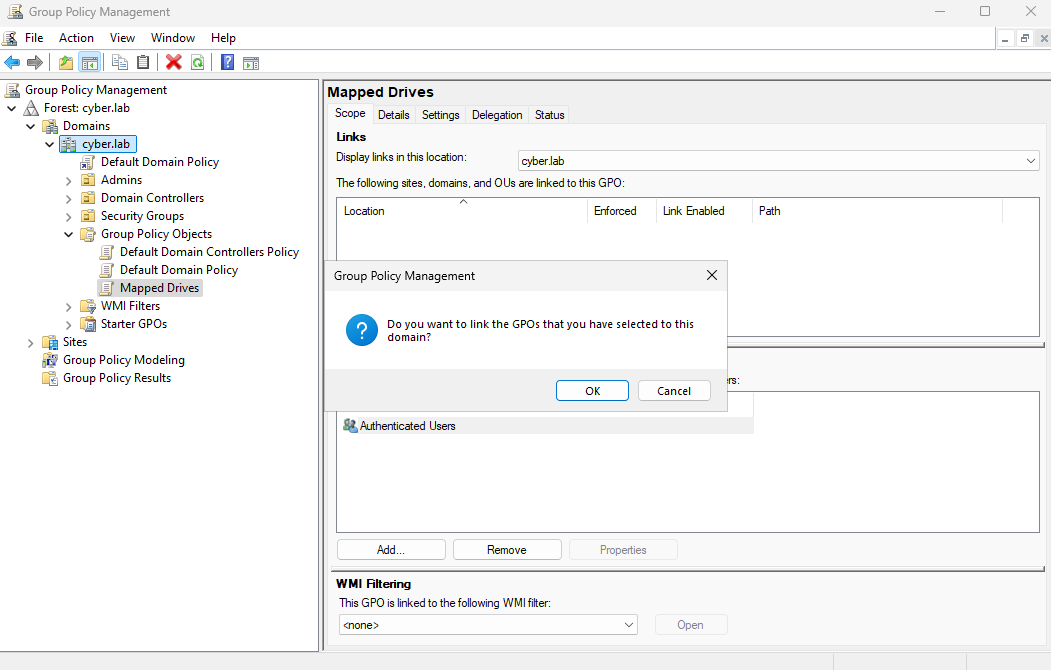 Group Policy Management
File Action View Window Help
Group Policy Management
Forest: cyber.lab
Domains
cyber.lab
Default Domain Policy
Admins
Domain Controllers
Security Groups
Group Policy Objects
Default Domain Controllers Policy
Default Domain Policy
Mapped Drives
WMI Filters
Starter GPOs
Sites
Group Policy Modeling
Group Policy Results
Mapped Drives
Scope Details Settings Delegation Status
Links
Display links in this location: cyber.lab
The following sites, domains, and OUs are linked to this GPO:
Location Enforced Link Enabled Path
Group Policy Management
Do you want to link the GPOs that you have selected to this
domain?
OK Cancel
Authenticated Users
Add... Remove Properties
WMI Filtering
This GPO is linked to the following WMI filter:
<none> Open